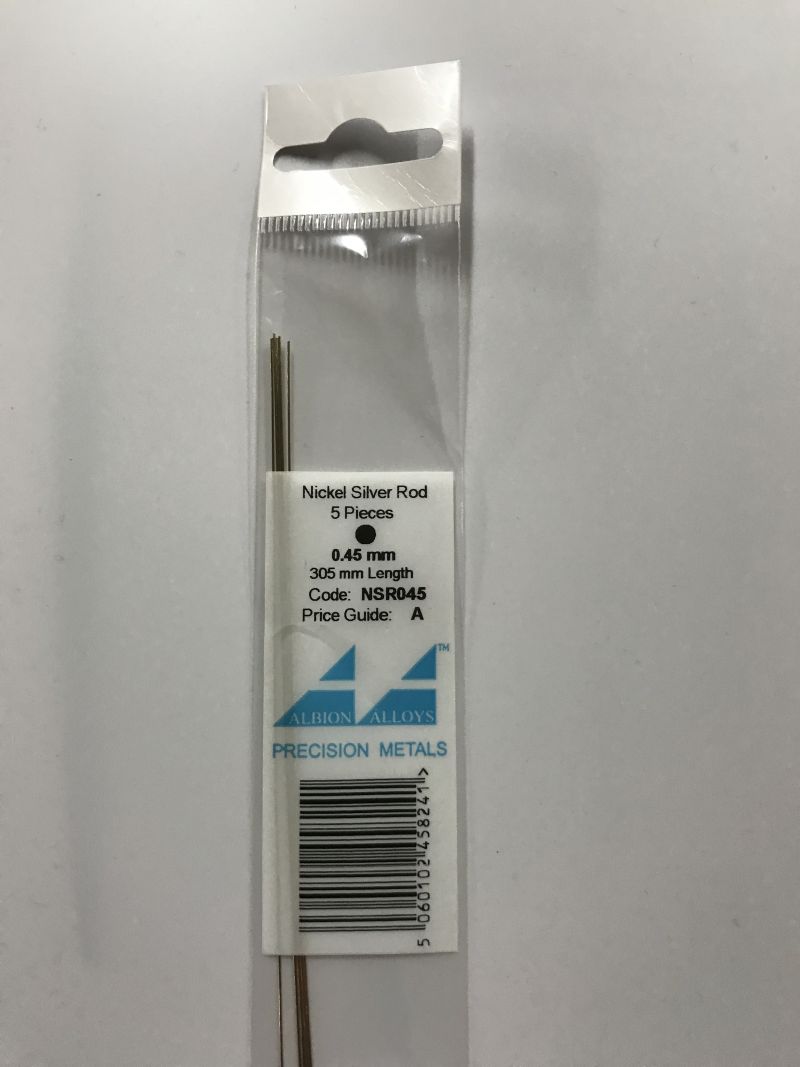 Nickel Silver Rod
5 Pieces
0.45 mm
305 mm Length
Code: NSR045
Price Guide: A
TM
ALBION ALLOYS
PRECISION METALS
5 060102 458241 >